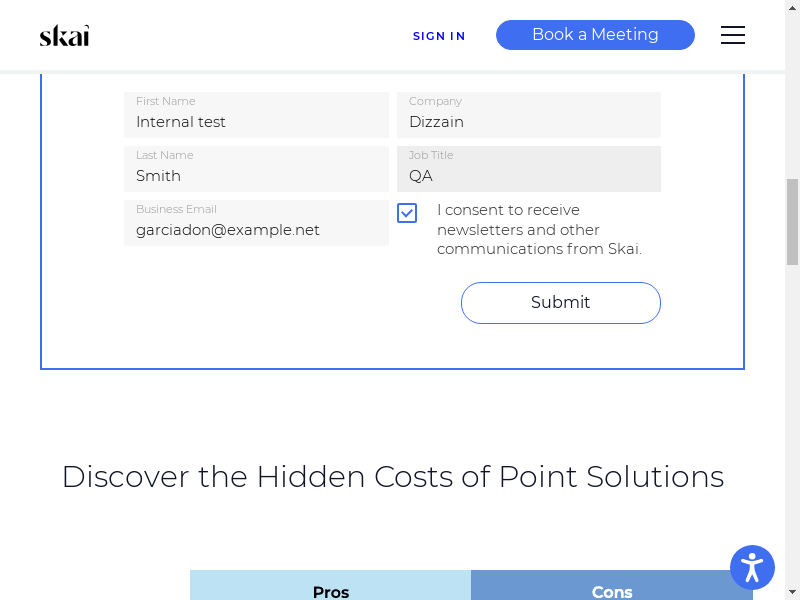 skai
SIGN IN
Book a Meeting
First Name
Internal test
Company
Dizzain
Last Name
Smith
Job Title
QA
Business Email
garciadon@example.net
I consent to receive
newsletters and other
communications from Skai.
Submit
Discover the Hidden Costs of Point Solutions
Pros
Cons